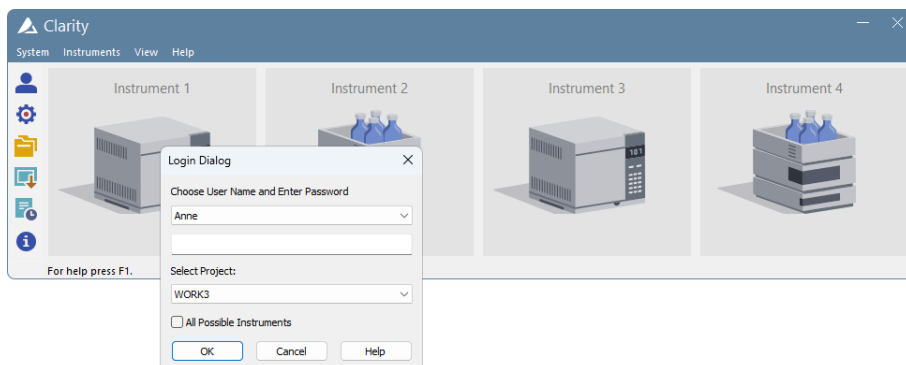 Clarity
System Instruments View Help
Instrument 1 Instrument 2 Instrument 3 Instrument 4
101
Login Dialog
Choose User Name and Enter Password
Anne
For help press F1.
Select Project:
WORK3
All Possible Instruments
OK Cancel Help